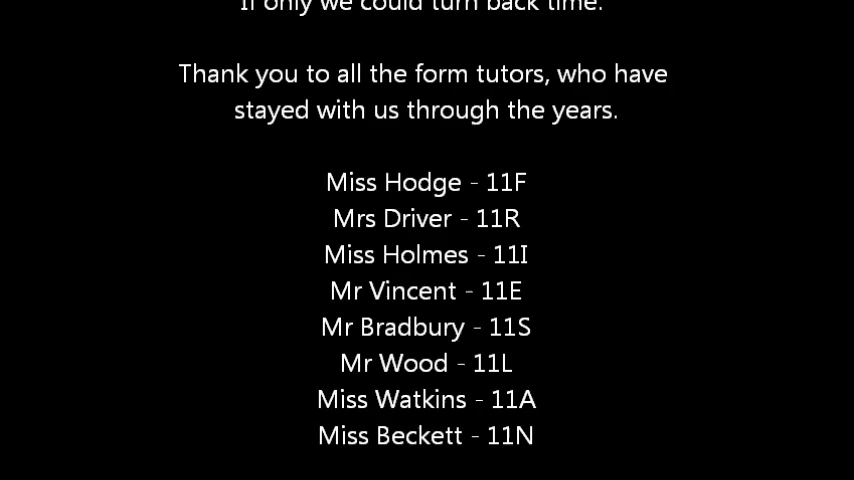 If only we could turn back time.
Thank you to all the form tutors, who have
stayed with us through the years.
Miss Hodge - 11F
Mrs Driver - 11R
Miss Holmes - 11I
Mr Vincent - 11E
Mr Bradbury - 11S
Mr Wood - 11L
Miss Watkins - 11A
Miss Beckett - 11N